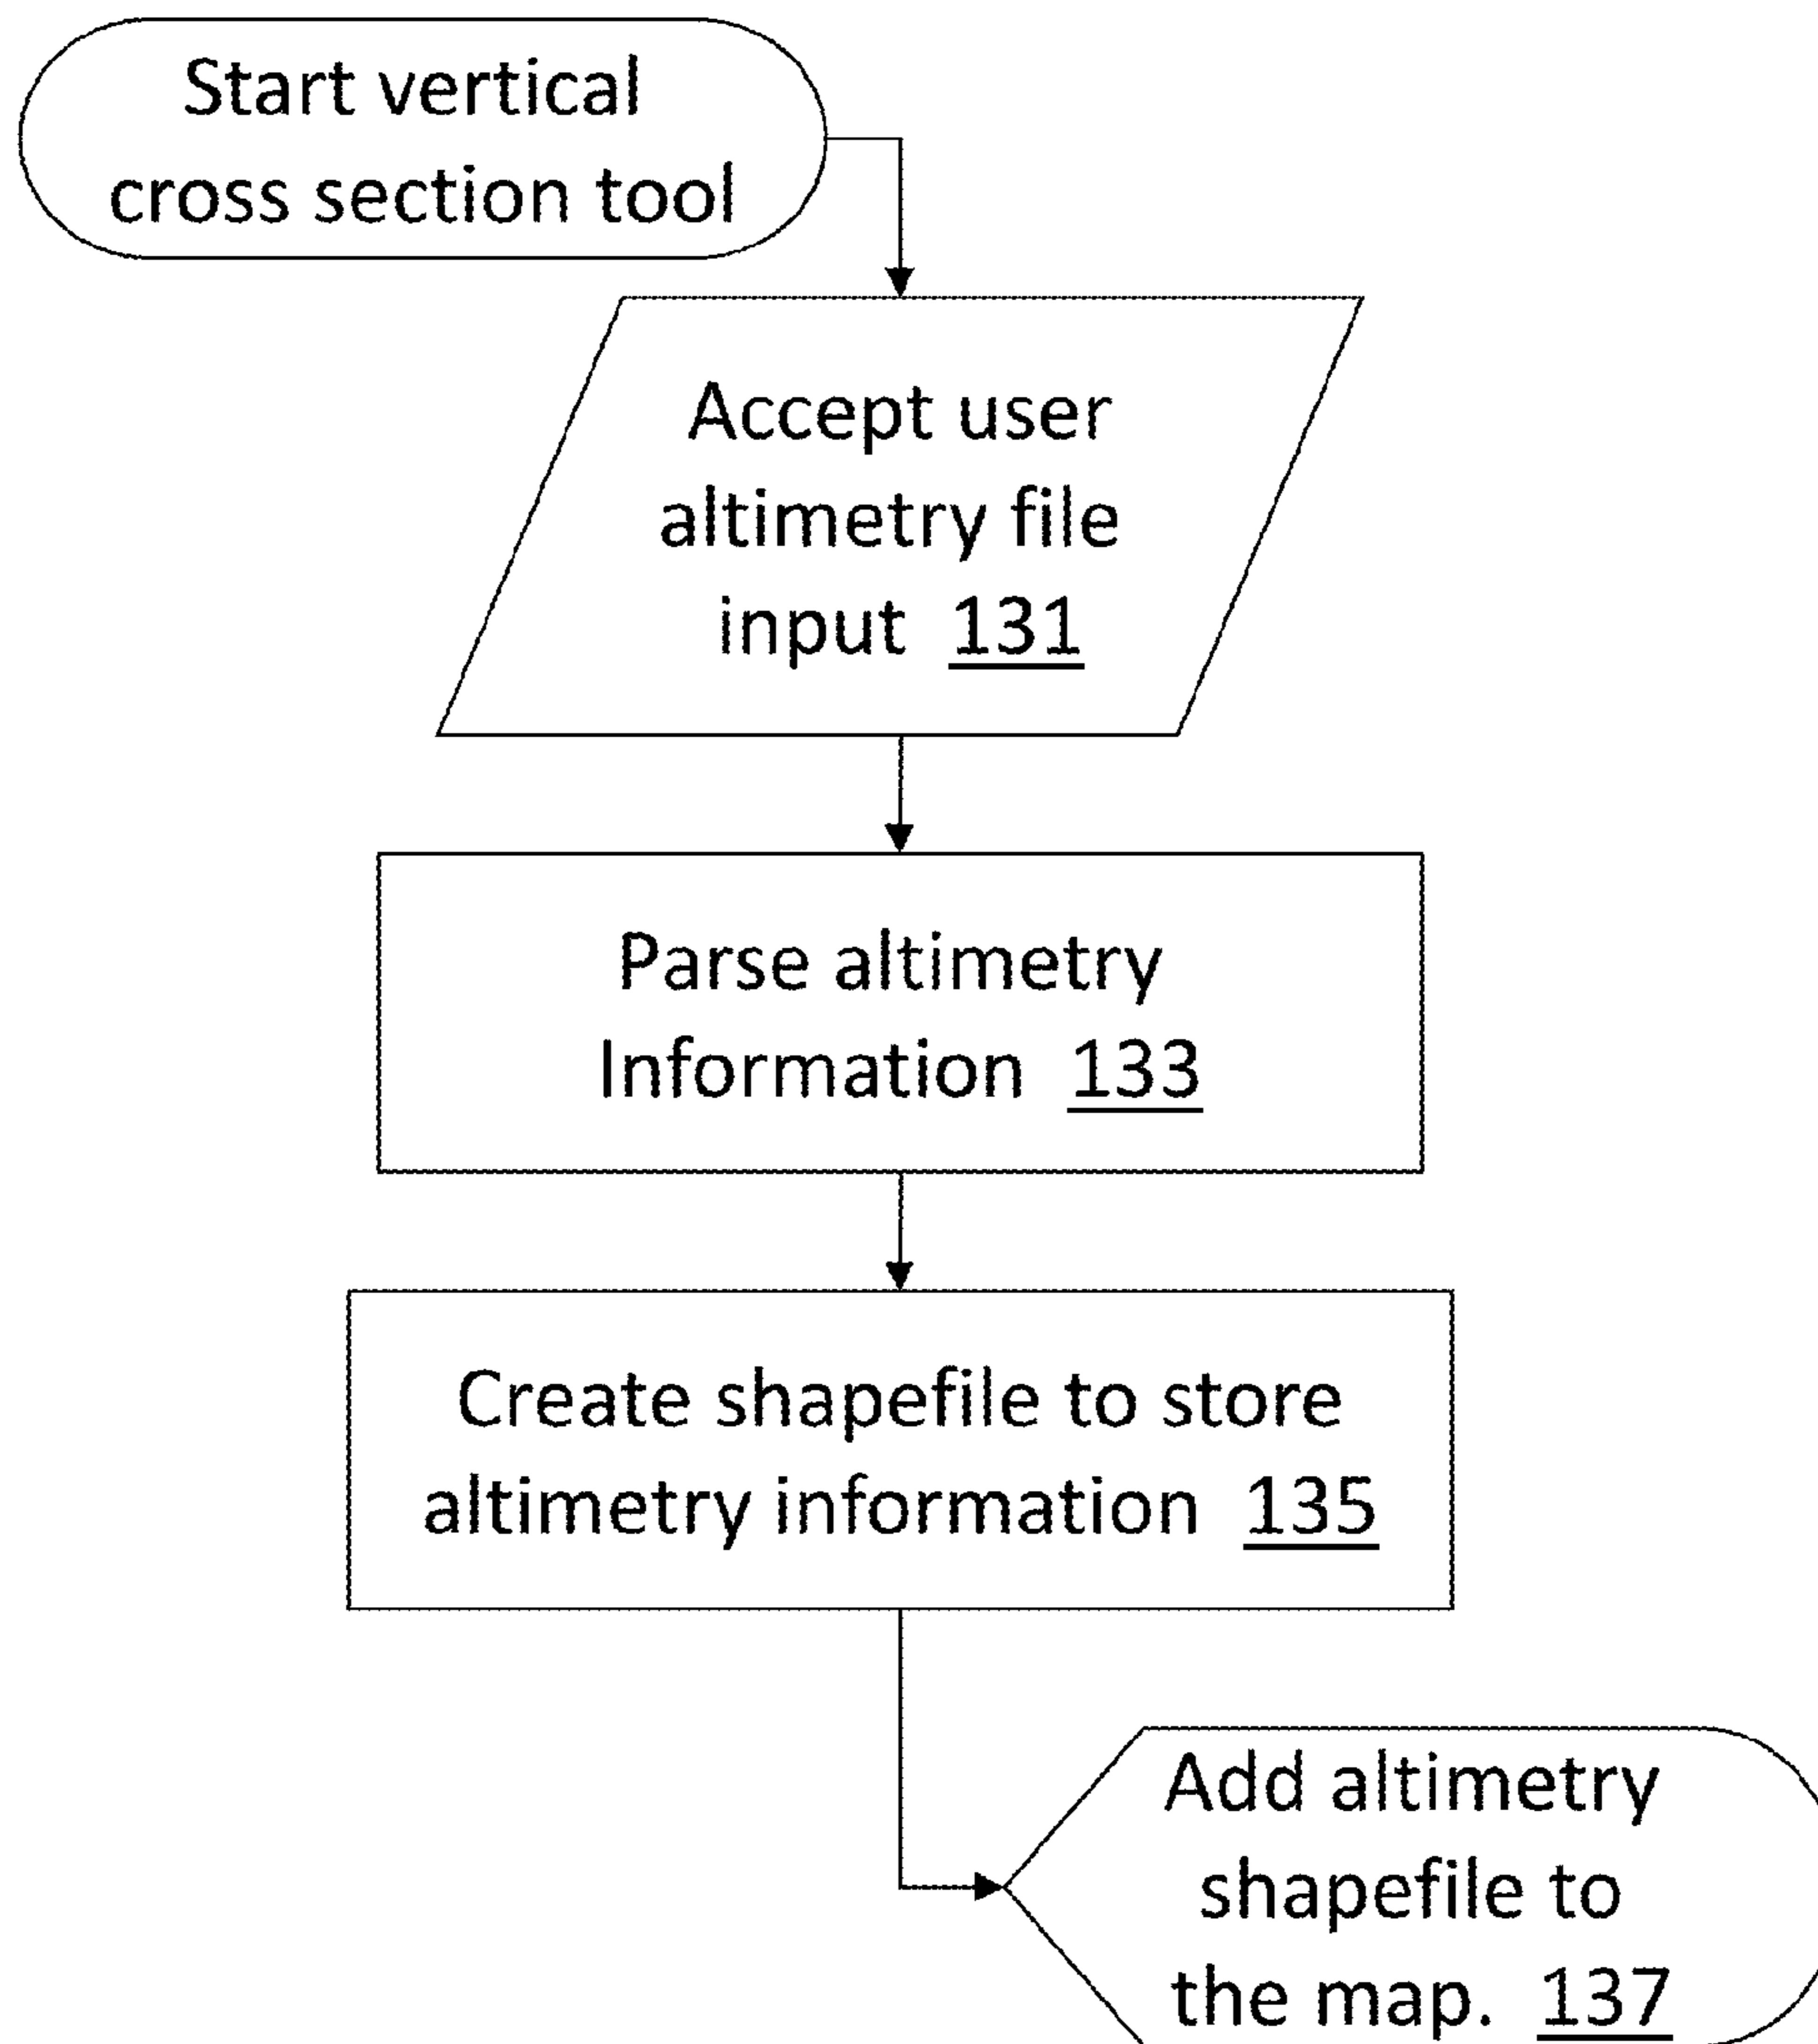 Start vertical
cross section tool
Accept user
altimetry file
input 131
Parse altimetry
Information 133
Create shapefile to store
altimetry information 135
Add altimetry
shapefile to
the map. 137